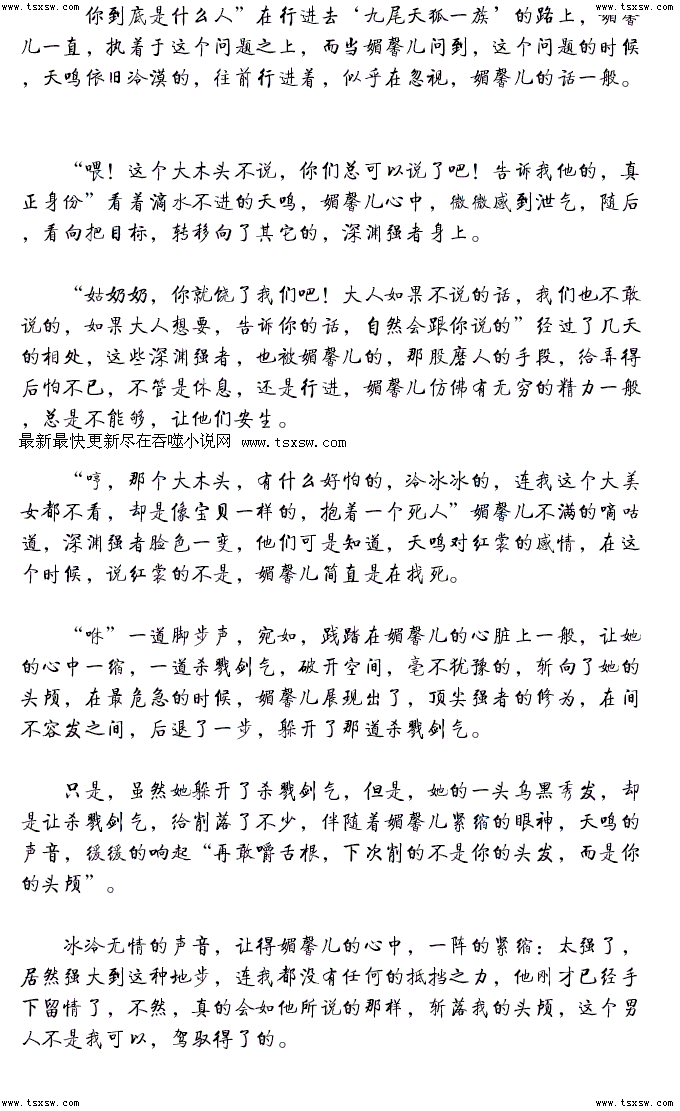 www.tsxsw.com www.tsxsw.com
你到底是什么人”在行进去‘九尾天狐一族’的路上，媚馨
儿一直，执着于这个问题之上，而当媚馨儿问到，这个问题的时候
，天鸣依旧冷漠的，往前行进着，似乎在忽视，媚馨儿的话一般。
“喂！这个大木头不说，你们总可以说了吧！告诉我他的，真
正身份”看着滴水不进的天鸣，媚馨儿心中，微微感到泄气，随后
，看向把目标，转移向了其它的，深渊强者身上。
“姑奶奶，你就饶了我们吧！大人如果不说的话，我们也不敢
说的，如果大人想要，告诉你的话，自然会跟你说的”经过了几天
的相处，这些深渊强者，也被媚馨儿的，那股磨人的手段，给弄得
后怕不已，不管是休息，还是行进，媚馨儿仿佛有无穷的精力一般
，总是不能够，让他们安生。
最新最快更新尽在吞噬小说网 www.tsxsw.com
“哼，那个大木头，有什么好怕的，冷冰冰的，连我这个大美
女都不看，却是像宝贝一样的，抱着一个死人”媚馨儿不满的嘀咕
道，深渊强者脸色一变，他们可是知道，天鸣对红裳的感情，在这
个时候，说红裳的不是，媚馨儿简直是在找死。
“咻”一道脚步声，宛如，践踏在媚馨儿的心脏上一般，让她
的心中一缩，一道杀戮剑气，破开空间，毫不犹豫的，斩向了她的
头颅，在最危急的时候，媚馨儿展现出了，顶尖强者的修为，在间
不容发之间，后退了一步，躲开了那道杀戮剑气。
只是，虽然她躲开了杀戮剑气，但是，她的一头乌黑秀发，却
是让杀戮剑气，给削落了不少，伴随着媚馨儿紧缩的眼神，天鸣的
声音，缓缓的响起“再敢嚼舌根，下次削的不是你的头发，而是你
的头颅”。
冰冷无情的声音，让得媚馨儿的心中，一阵的紧缩：太强了，
居然强大到这种地步，连我都没有任何的抵挡之力，他刚才已经手
下留情了，不然，真的会如他所说的那样，斩落我的头颅，这个男
人不是我可以，驾驭得了的。
www.tsxsw.com www.tsxsw.com